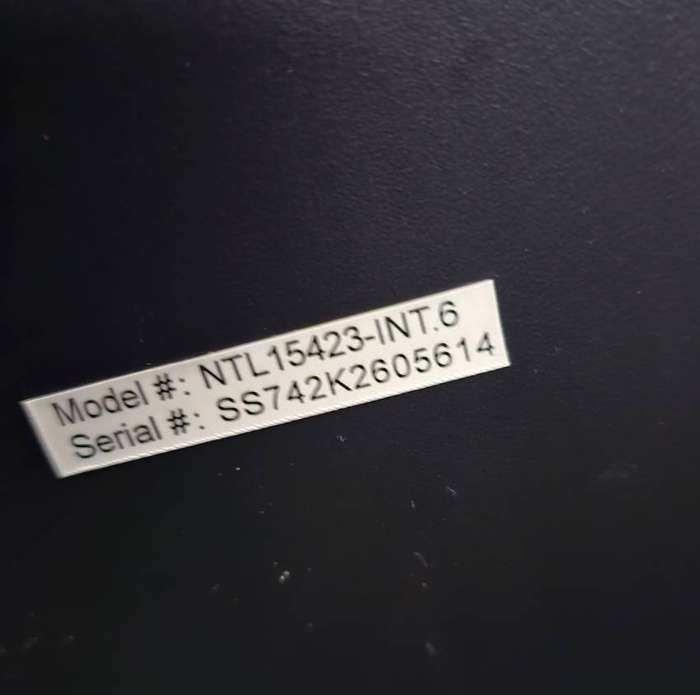 Model #: NTL15423-INT.6
Serial #: SS742K2605614